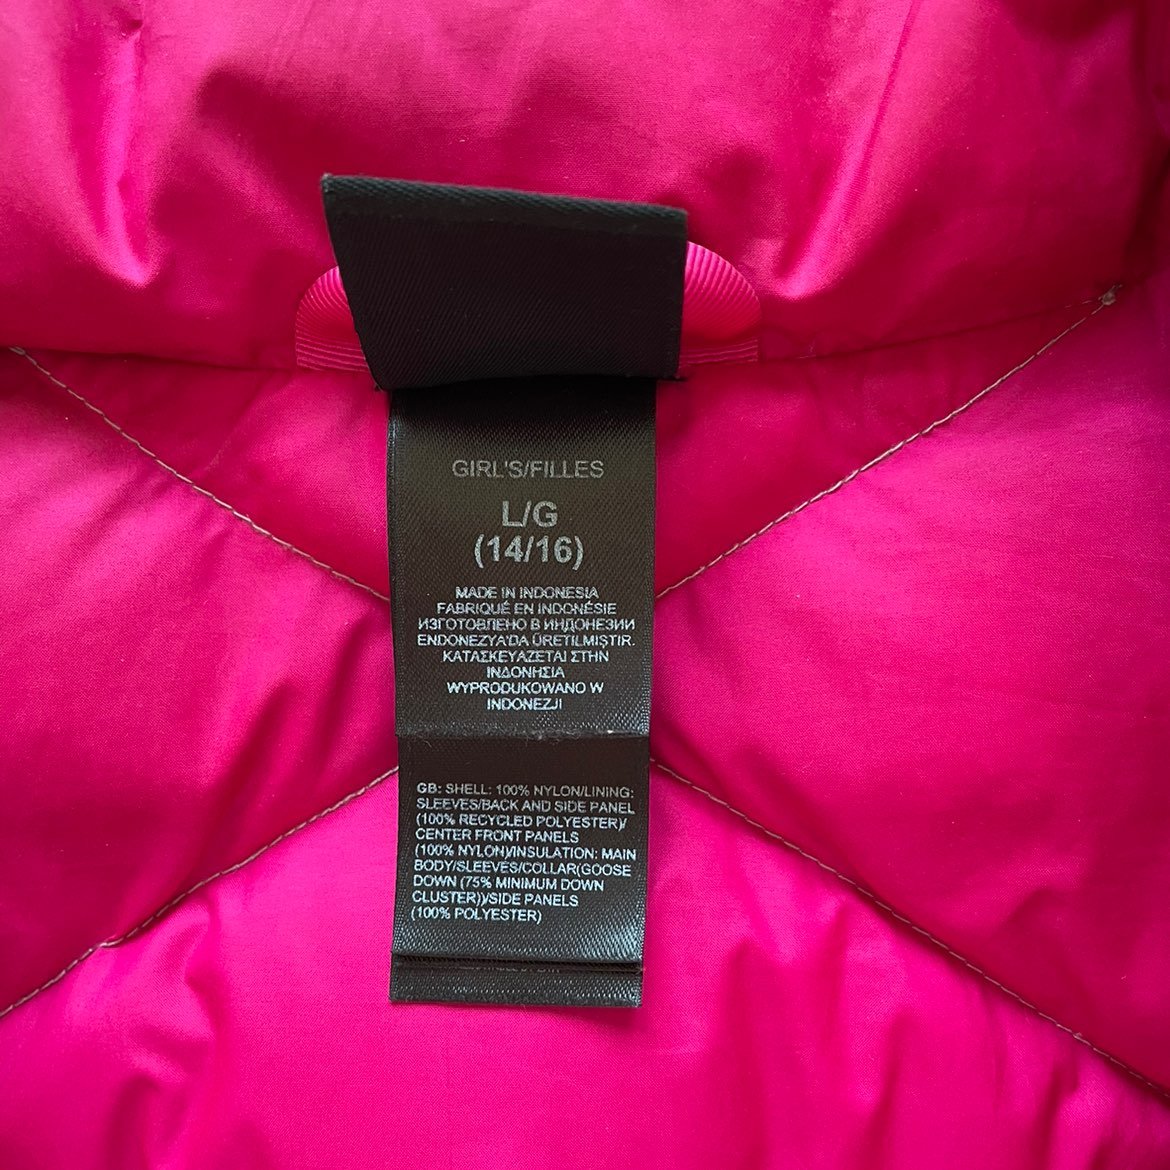 GIRL'S/FILLES
L/G
(14/16)
MADE IN INDONESIA
FABRIQUÉ EN INDONÉSIE
ИЗГОТОВЛЕНО В ИНДОНЕЗИИ
ENDONEZYA'DA ÜRETILMIŞTIR.
ΚΑΤΑΣΚΕΥΑΖΕΤΑΙ ΣΤΗΝ
ΙΝΔΟΝΗΣΙΑ
WYPRODUKOWANO W
INDONEZJI
GB: SHELL: 100% NYLON/LINING:
SLEEVES/BACK AND SIDE PANEL
(100% RECYCLED POLYESTER)/
CENTER FRONT PANELS
(100% NYLON)/INSULATION: MAIN
BODY/SLEEVES/COLLAR(GOOSE
DOWN (75% MINIMUM DOWN
CLUSTER))/SIDE PANELS
(100% POLYESTER)